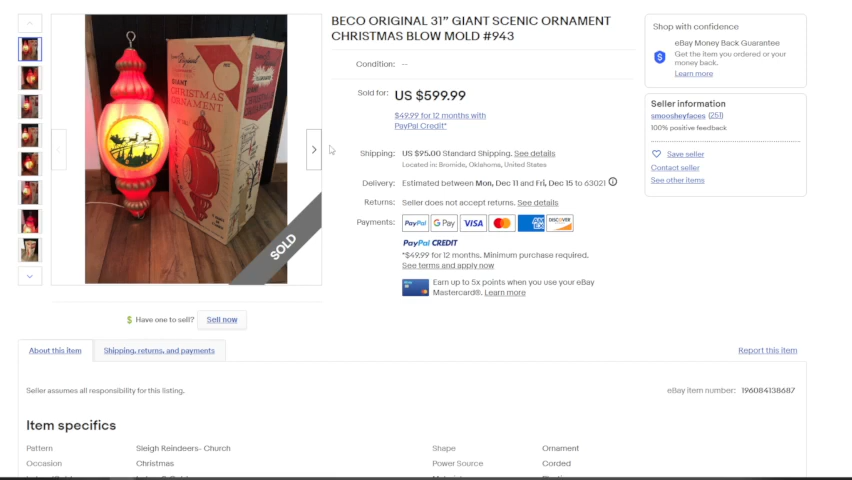 BECO ORIGINAL 31” GIANT SCENIC ORNAMENT
CHRISTMAS BLOW MOLD #943
Condition: --
Sold for: US $599.99
$49.99 for 12 months with
PayPal Credit*
Shipping: US $95.00 Standard Shipping. See details
Located in: Bromide, Oklahoma, United States
Delivery: Estimated between Mon, Dec 11 and Fri, Dec 15 to 63021
Returns: Seller does not accept returns. See details
Payments: PayPal G Pay VISA AM EX DISCOVER
PayPal CREDIT
*$49.99 for 12 months. Minimum purchase required.
See terms and apply now
Earn up to 5x points when you use your eBay
Mastercard®. Learn more
Shop with confidence
eBay Money Back Guarantee
Get the item you ordered or your
money back.
Learn more
Seller information
smoosheyfaces (251)
100% positive feedback
Save seller
Contact seller
See other items
GIANT
CHRISTMAS
ORNAMENT
SOLD
$ Have one to sell? Sell now
About this item
Shipping, returns, and payments
Report this item
Seller assumes all responsibility for this listing.
eBay item number: 196084138687
Item specifics
Pattern Sleigh Reindeers- Church Shape Ornament
Occasion Christmas Power Source Corded